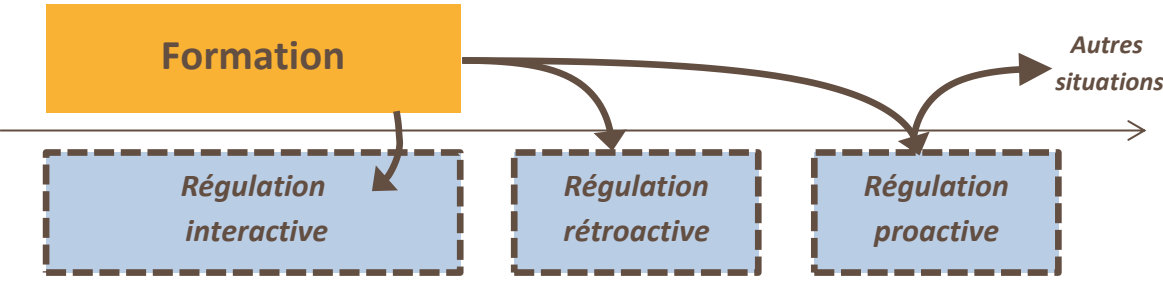 Formation
Autres
situations
Régulation
interactive
Régulation
rétroactive
Régulation
proactive